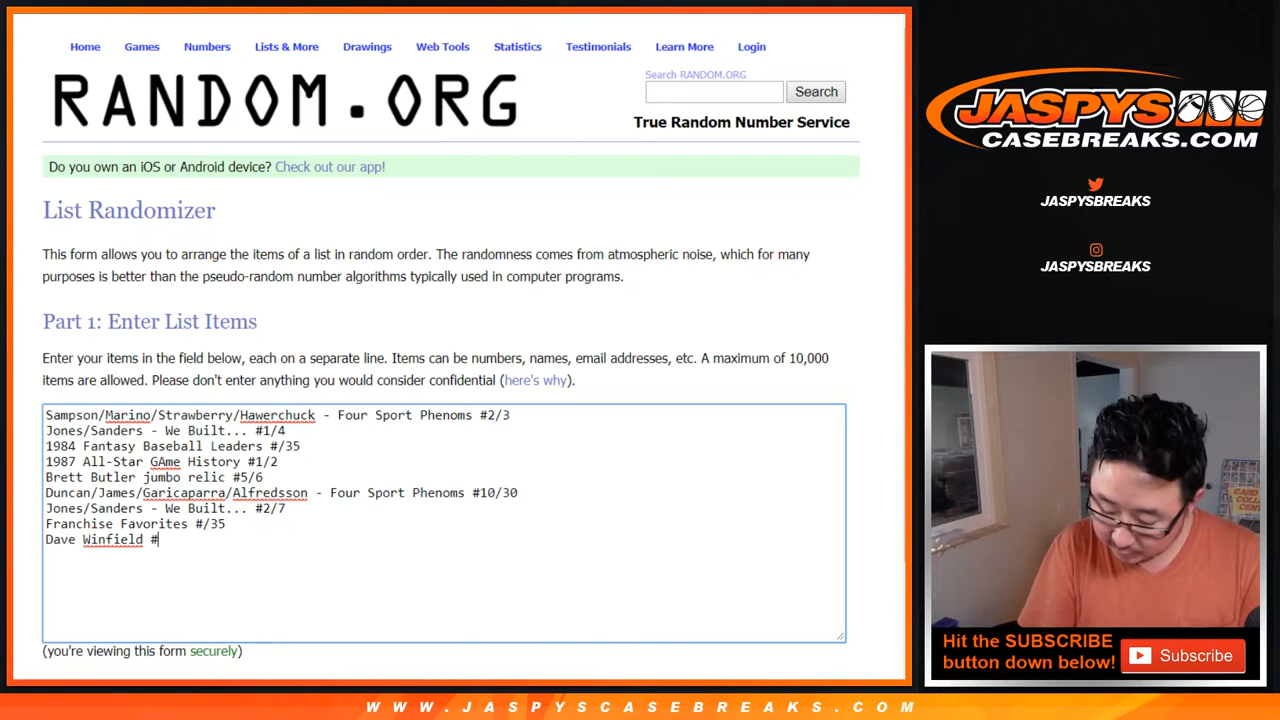 Home Games Numbers Lists & More Drawings Web Tools Statistics Testimonials Learn More Login
RANDOM.ORG
Search RANDOM.ORG
Search
True Random Number Service
Do you own an iOS or Android device? Check out our app!
List Randomizer
This form allows you to arrange the items of a list in random order. The randomness comes from atmospheric noise, which for many
purposes is better than the pseudo-random number algorithms typically used in computer programs.
Part 1: Enter List Items
Enter your items in the field below, each on a separate line. Items can be numbers, names, email addresses, etc. A maximum of 10,000
items are allowed. Please don't enter anything you would consider confidential (here's why).
Sampson/Marino/Strawberry/Hawerchuck - Four Sport Phenoms #2/3
Jones/Sanders - We Built... #1/4
1984 Fantasy Baseball Leaders #/35
1987 All-Star GAme History #1/2
Brett Butler jumbo relic #5/6
Duncan/James/Garicaparra/Alfredsson - Four Sport Phenoms #10/30
Jones/Sanders - We Built... #2/7
Franchise Favorites #/35
Dave Winfield #
(you're viewing this form securely)
JASPYS
CASEBREAKS.COM
JASPYSBREAKS
JASPYSBREAKS
Hit the SUBSCRIBE
button down below!
Subscribe
WWW.JASPYSCASEBREAKS.COM